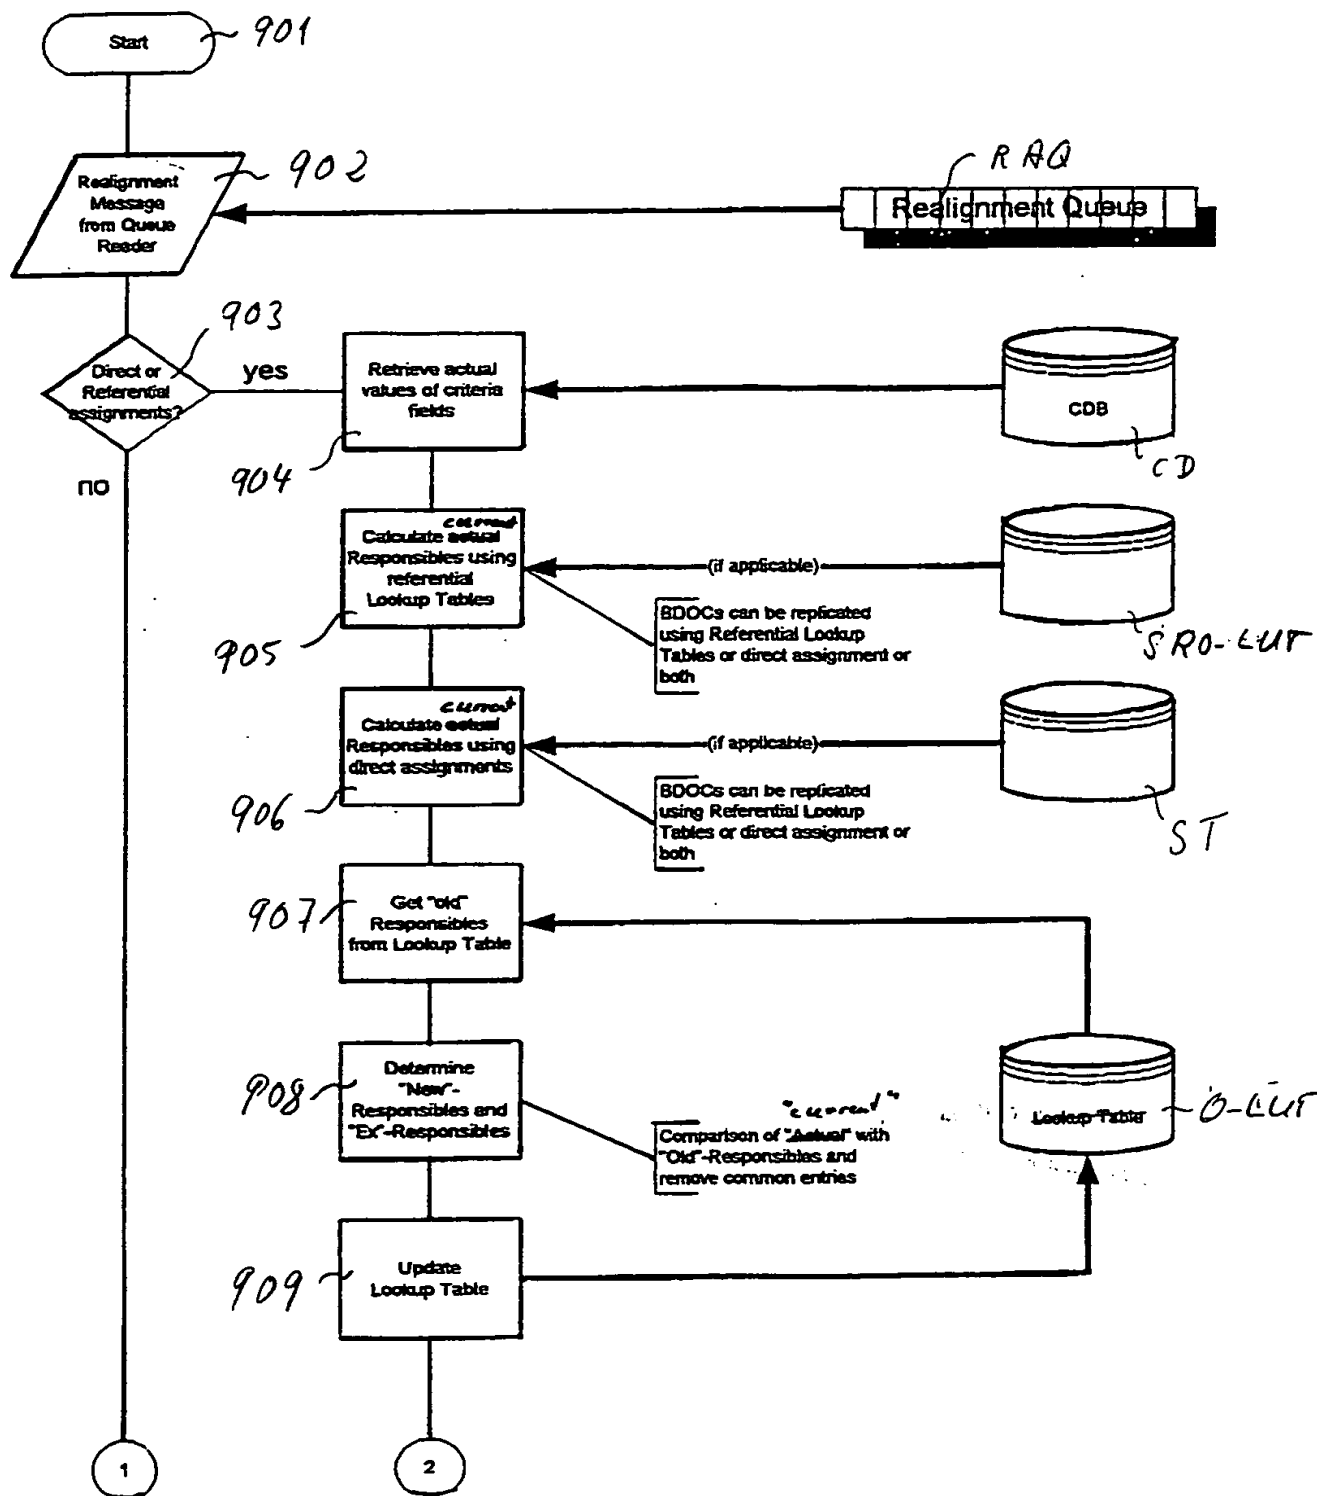 Start
901
Realignment
Message
from Queue
Reader
902
RAQ
Realignment Queue
903
Direct or
Referential
assignments?
yes
no
Retrieve actual
values of criteria
fields
904
CDB
CD
current
Calculate actual
Responsibles using
referential
Lookup Tables
905
(if applicable)
BDOCs can be replicated
using Referential Lookup
Tables or direct assignment or
both
SRO-LUT
current
Calculate actual
Responsibles using
direct assignments
906
(if applicable)
BDOCs can be replicated
using Referential Lookup
Tables or direct assignment or
both
ST
Get "old"
Responsibles
from Lookup Table
907
Determine
"New"-
Responsibles and
"Ex"-Responsibles
908
"current"
Comparison of "Actual" with
"Old"-Responsibles and
remove common entries
Lookup Table
O-LUT
Update
Lookup Table
909
1
2